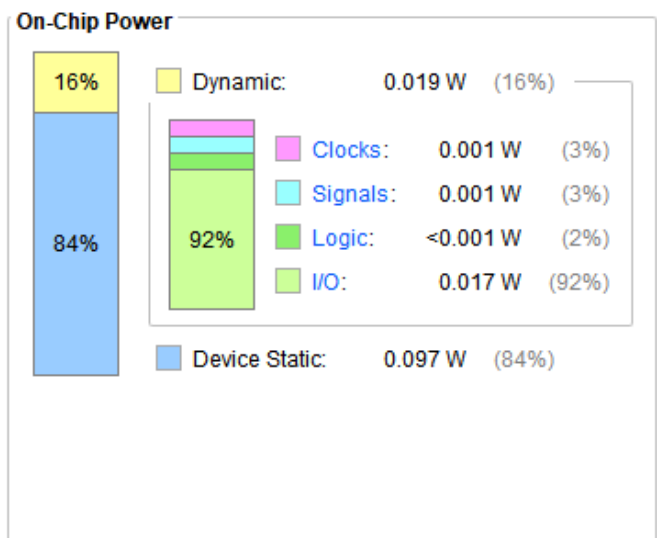 On-Chip Power
16% Dynamic: 0.019 W (16%)
Clocks: 0.001 W (3%)
Signals: 0.001 W (3%)
84% 92% Logic: <0.001 W (2%)
I/O: 0.017 W (92%)
Device Static: 0.097 W (84%)